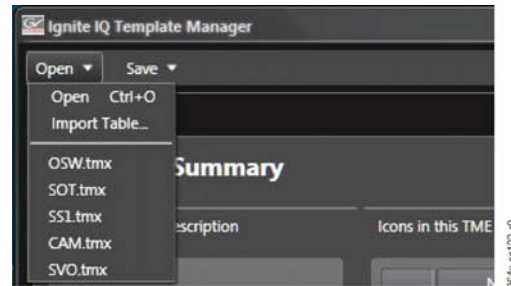 Ignite IQ Template Manager
Open Save
Open Ctrl+O
Import Table...
OSW.tmx
SOT.tmx
SS1.tmx
CAM.tmx
SVO.tmx
Summary
escription
Icons in this TME